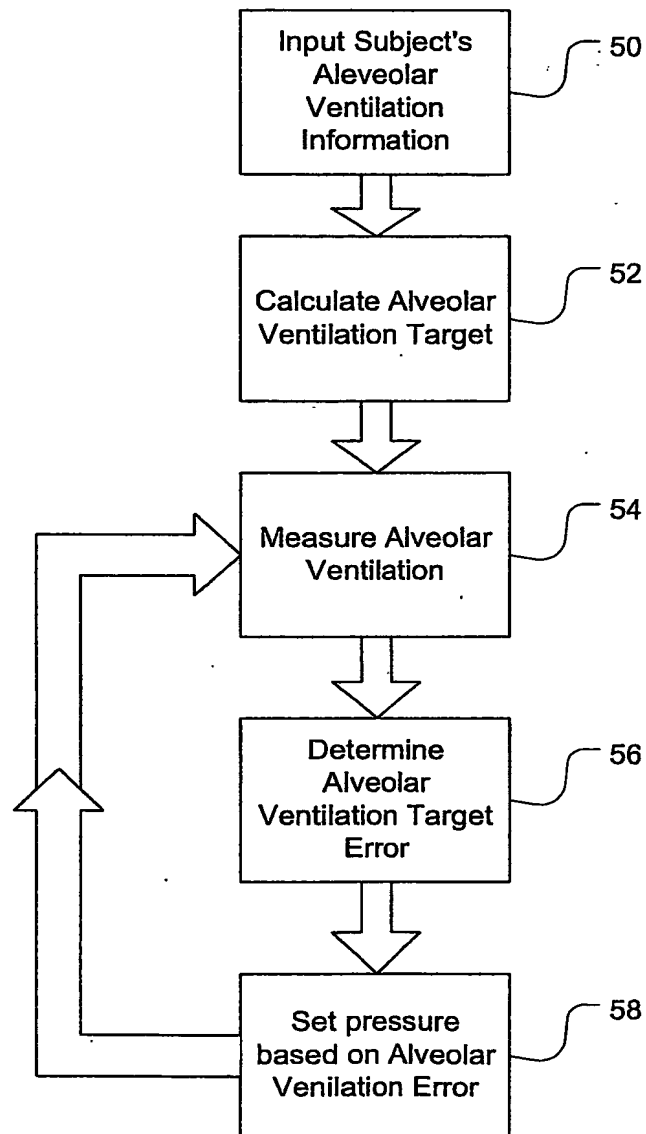 Input Subject's
Aleveolar
Ventilation
Information
50
Calculate Alveolar
Ventilation Target
52
Measure Alveolar
Ventilation
54
Determine
Alveolar
Ventilation Target
Error
56
Set pressure
based on Alveolar
Venilation Error
58